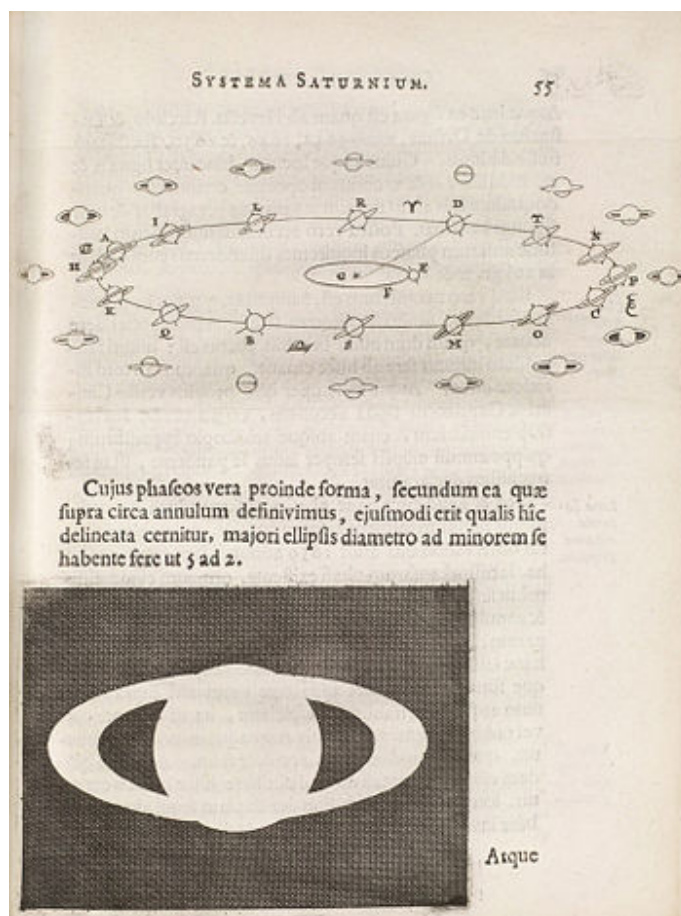 SYSTEMA SATURNIUM. 55
L R ♈ D
I T
A N
♋ H P
G E
F
K C ♑
Q O
B S M
♎
Cujus phaseos vera proinde forma, secundum ea quæ
supra circa annulum definivimus, ejusmodi erit qualis hîc
delineata cernitur, majori ellipsis diametro ad minorem se
habente fere ut 5 ad 2.
Atque